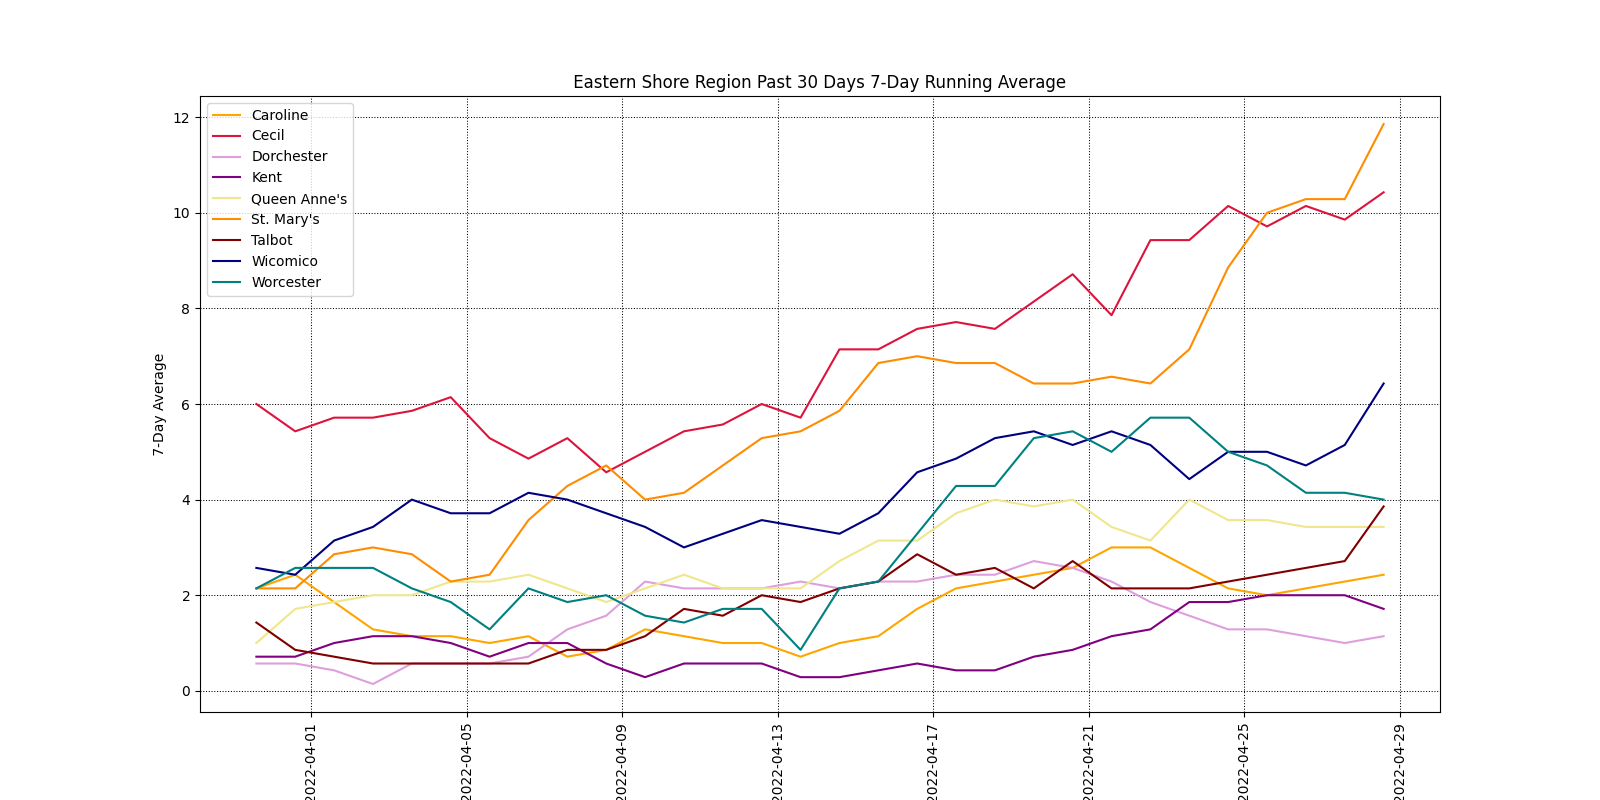 Eastern Shore Region Past 30 Days 7-Day Running Average
Caroline
Cecil
Dorchester
Kent
Queen Anne's
St. Mary's
Talbot
Wicomico
Worcester
7-Day Average
12
10
8
6
4
2
0
2022-04-01
2022-04-05
2022-04-09
2022-04-13
2022-04-17
2022-04-21
2022-04-25
2022-04-29